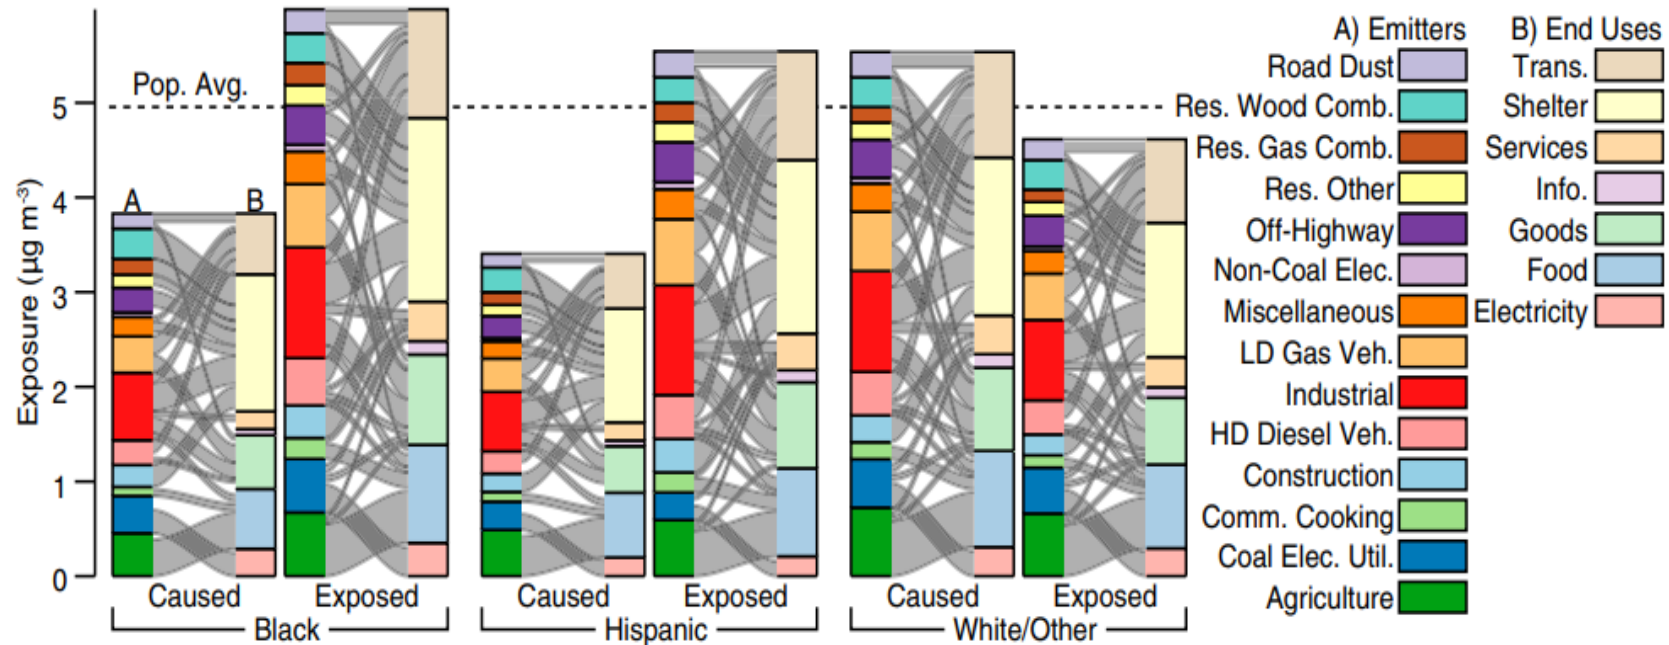 A) Emitters
B) End Uses
Road Dust
Trans.
Pop. Avg.
Res. Wood Comb.
Shelter
5
Res. Gas Comb.
Services
Res. Other
Info.
4
A
B
Off-Highway
Goods
Non-Coal Elec.
Food
3
Miscellaneous
Electricity
Exposure (µg m-3)
LD Gas Veh.
2
Industrial
HD Diesel Veh.
1
Construction
Comm. Cooking
Coal Elec. Util.
0
Agriculture
Caused
Exposed
Caused
Exposed
Caused
Exposed
Black
Hispanic
White/Other